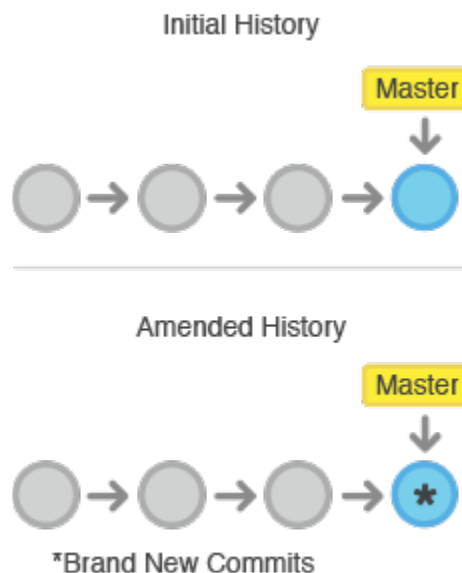 Initial History
Master
Amended History
Master
*
*Brand New Commits